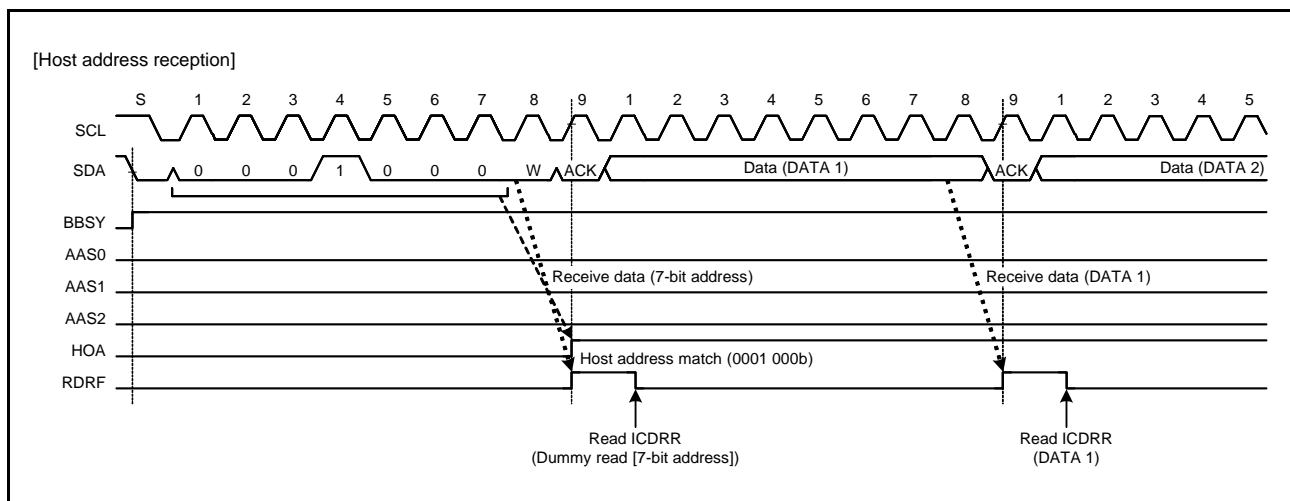 [Host address reception]
S 1 2 3 4 5 6 7 8 9 1 2 3 4 5 6 7 8 9 1 2 3 4 5
SCL
SDA 0 0 0 1 0 0 0 W ACK Data (DATA 1) ACK Data (DATA 2)
BBSY
AAS0
Receive data (7-bit address) Receive data (DATA 1)
AAS1
AAS2
HOA
Host address match (0001 000b)
RDRF
Read ICDRR Read ICDRR
(Dummy read [7-bit address]) (DATA 1)